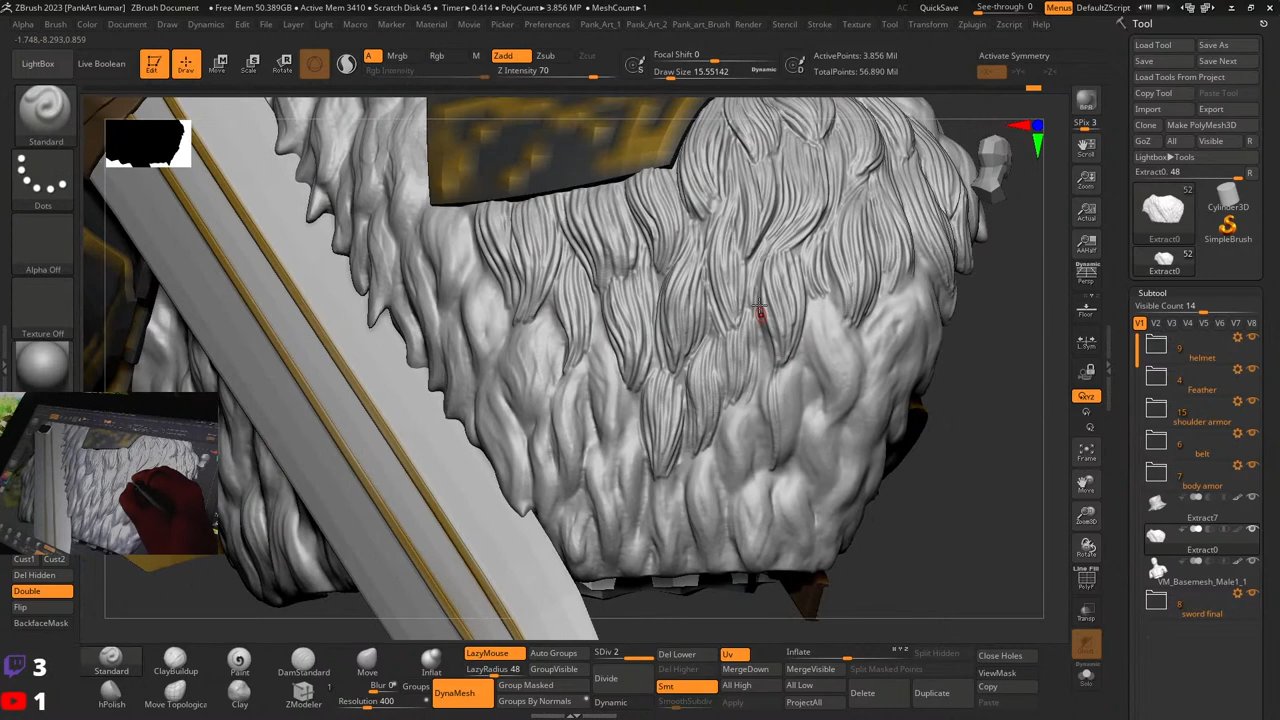 ZBrush 2023 [PankArt kumar]
ZBrush Document
• Free Mem 50.389GB • Active Mem 3410 • Scratch Disk 45 • Timer▸0.414 • PolyCount▸3.856 MP • MeshCount▸1
AC
QuickSave
See-through 0
Menus
DefaultZScript
Alpha Brush Color Document Draw Dynamics Edit File Layer Light Macro Marker Material Movie Pank_Art_1 Pank_Art_2 Pank_art_Brush Picker Preferences Render Stencil Stroke Texture Tool Transform Zplugin Zscript Help
-1.748,-8.293,0.859
LightBox
Live Boolean
Edit
Draw
Move
Scale
Rotate
A
Mrgb
Rgb
M
Rgb Intensity
Zadd
Zsub
Zcut
Z Intensity 70
Focal Shift 0
Draw Size 15.55142
Dynamic
ActivePoints: 3.856 Mil
TotalPoints: 56.890 Mil
Activate Symmetry
Standard
Dots
Alpha Off
Texture Off
Cust1 Cust2
Del Hidden
Double
Flip
BackfaceMask
3
1
BPR
SPix 3
Scroll
Zoom
Actual
AAHalf
Dynamic
Persp
Floor
L.Sym
Frame
Move
Zoom3D
Rotate
Line Fill
PolyF
Transp
Dynamic
Solo
Tool
Load Tool
Save As
Save
Save Next
Load Tools From Project
Copy Tool
Paste Tool
Import
Export
Clone
Make PolyMesh3D
GoZ
All
Visible
R
Lightbox▸Tools
Extract0. 48
R
52
Extract0
Cylinder3D
SimpleBrush
52
Extract0
Subtool
Visible Count 14
V1 V2 V3 V4 V5 V6 V7 V8
9
helmet
4
Feather
15
shoulder armor
6
belt
7
body amor
Extract7
Extract0
VM_Basemesh_Male1_1
8
sword final
Standard
ClayBuildup
Paint
DamStandard
Move
Inflat
hPolish
Move Topologica
Clay
ZModeler
1
Blur 0
Groups
Resolution 400
LazyMouse
LazyRadius 48
DynaMesh
Auto Groups
GroupVisible
Group Masked
Groups By Normals
SDiv 2
Divide
Dynamic
Del Lower
Del Higher
Smt
SmoothSubdiv
Uv
MergeDown
All High
Apply
Inflate
MergeVisible
All Low
ProjectAll
Split Hidden
Split Masked Points
Delete
Duplicate
Close Holes
ViewMask
Copy
Paste